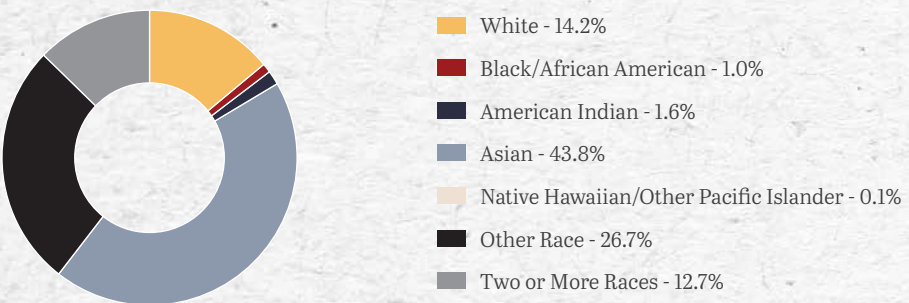 White - 14.2%
Black/African American - 1.0%
American Indian - 1.6%
Asian - 43.8%
Native Hawaiian/Other Pacific Islander - 0.1%
Other Race - 26.7%
Two or More Races - 12.7%